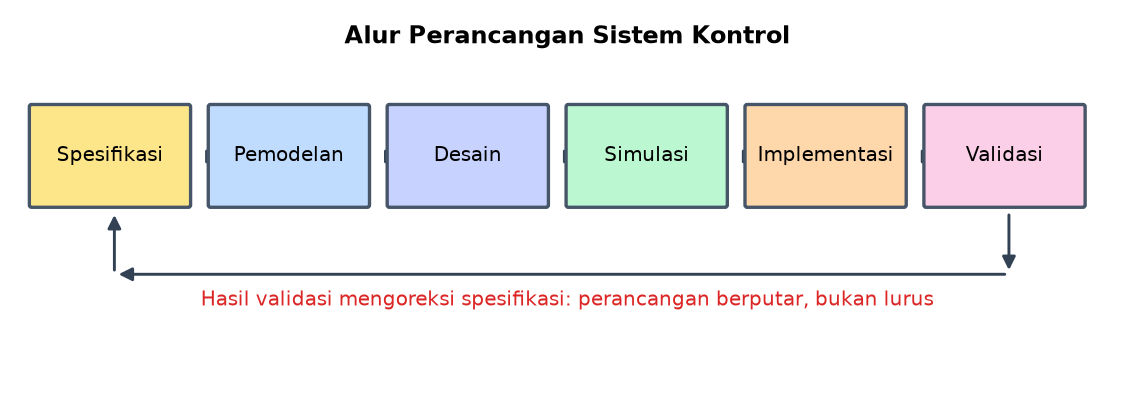 Alur Perancangan Sistem Kontrol
Spesifikasi
Pemodelan
Desain
Simulasi
Implementasi
Validasi
Hasil validasi mengoreksi spesifikasi: perancangan berputar, bukan lurus